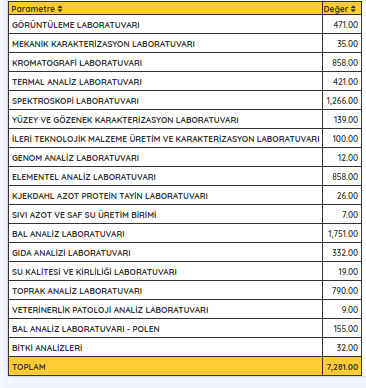 Parametre Değer
GÖRÜNTÜLEME LABORATUVARI 471.00
MEKANİK KARAKTERİZASYON LABORATUVARI 35.00
KROMATOGRAFİ LABORATUVARI 858.00
TERMAL ANALİZ LABORATUVARI 421.00
SPEKTROSKOPİ LABORATUVARI 1,266.00
YÜZEY VE GÖZENEK KARAKTERİZASYON LABORATUVARI 139.00
İLERİ TEKNOLOJİK MALZEME ÜRETİM VE KARAKTERİZASYON LABORATUVARI 100.00
GENOM ANALİZ LABORATUVARI 12.00
ELEMENTEL ANALİZ LABORATUVARI 858.00
KJEKDAHL AZOT PROTEİN TAYİN LABORATUVARI 26.00
SIVI AZOT VE SAF SU ÜRETİM BİRİMİ 7.00
BAL ANALİZ LABORATUVARI 1,751.00
GIDA ANALİZİ LABORATUVARI 332.00
SU KALİTESİ VE KİRLİLİĞİ LABORATUVARI 19.00
TOPRAK ANALİZ LABORATUVARI 790.00
VETERİNERLİK PATOLOJİ ANALİZ LABORATUVARI 9.00
BAL ANALİZ LABORATUVARI - POLEN 155.00
BİTKİ ANALİZLERİ 32.00
TOPLAM 7,281.00